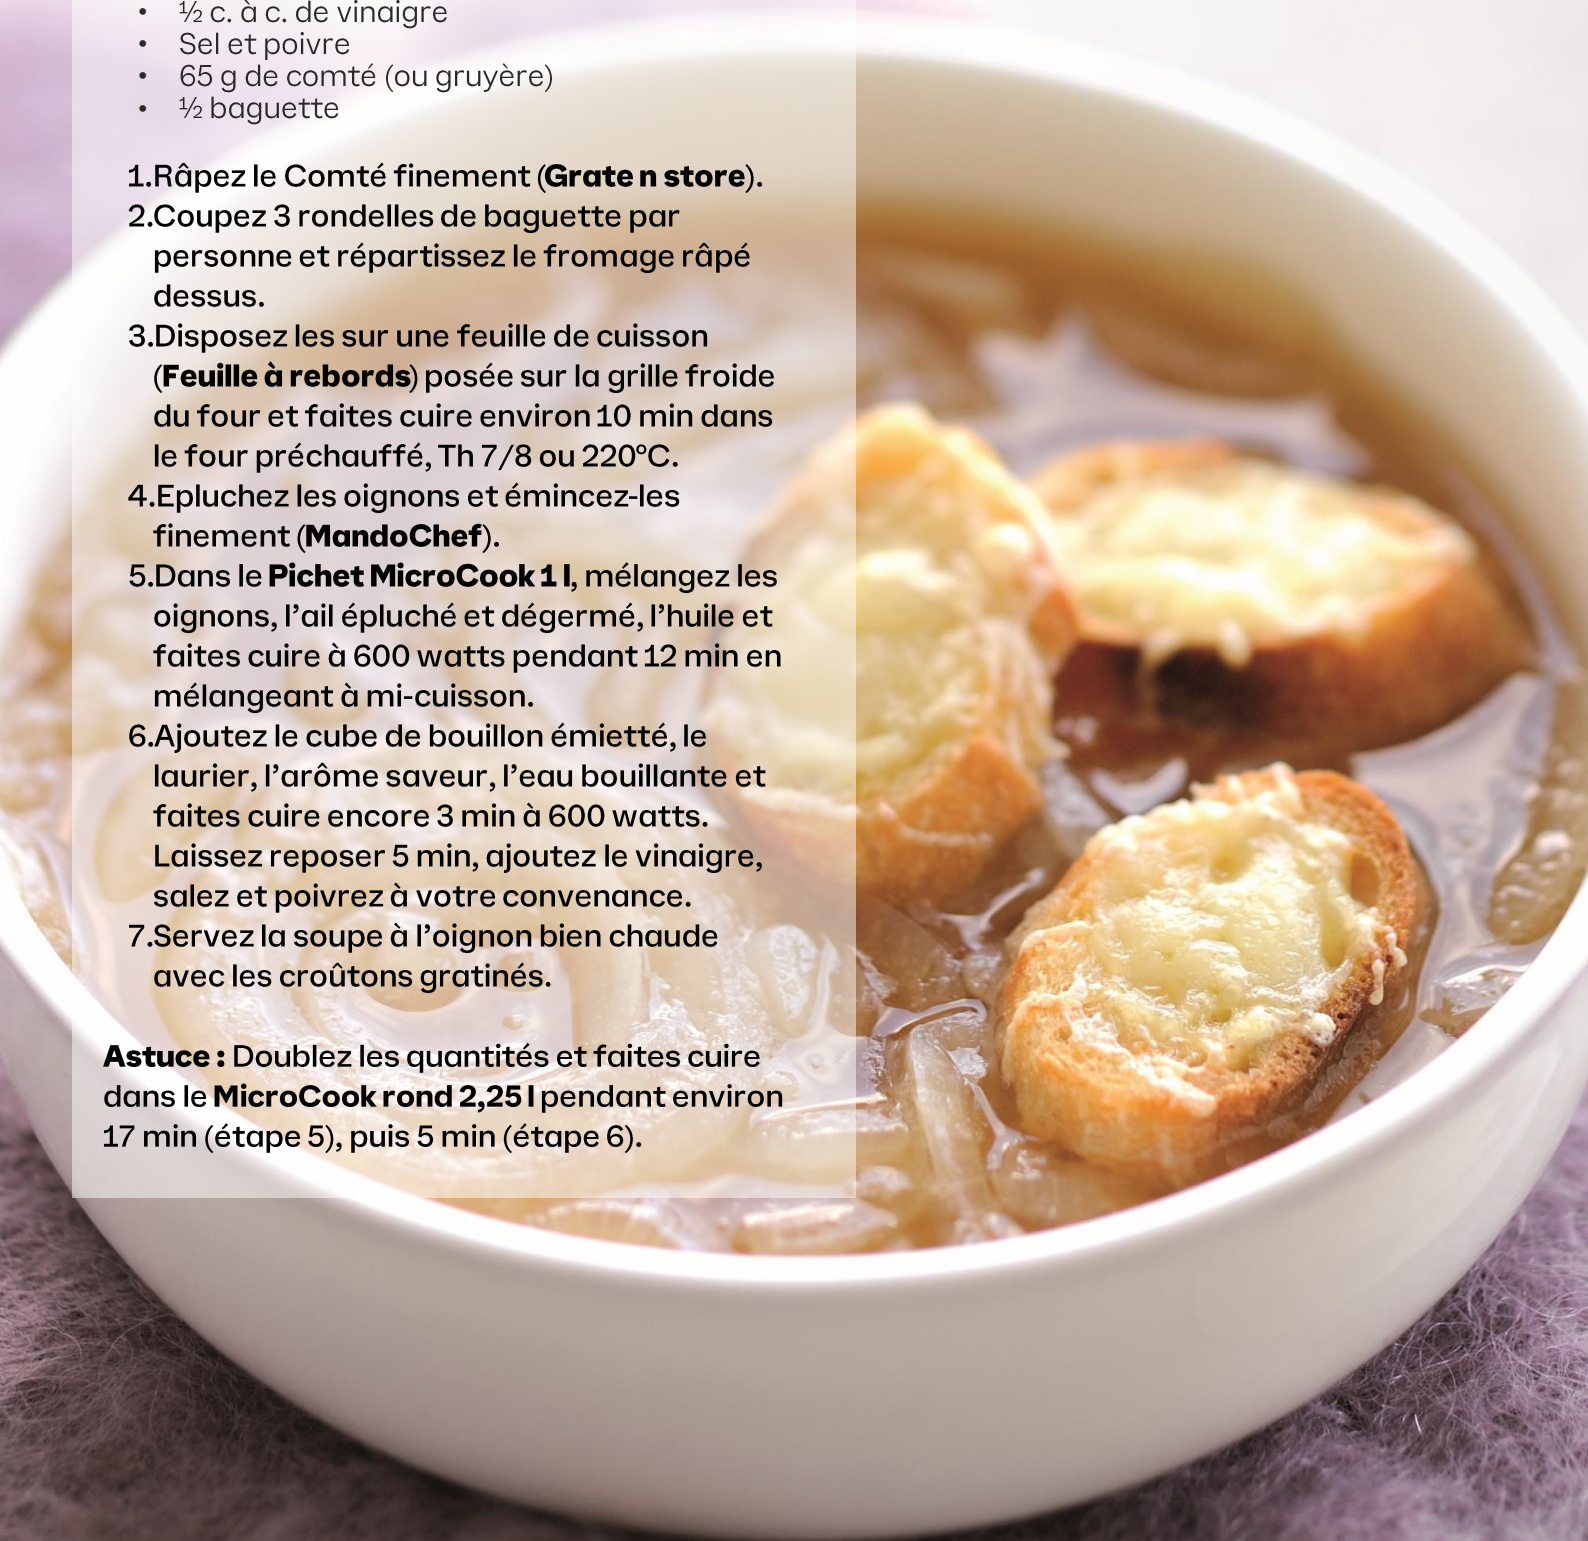 • ½ c. à c. de vinaigre
• Sel et poivre
• 65 g de comté (ou gruyère)
• ½ baguette
1.Râpez le Comté finement (Grate n store).
2.Coupez 3 rondelles de baguette par
personne et répartissez le fromage râpé
dessus.
3.Disposez les sur une feuille de cuisson
(Feuille à rebords) posée sur la grille froide
du four et faites cuire environ 10 min dans
le four préchauffé, Th 7/8 ou 220°C.
4.Epluchez les oignons et émincez-les
finement (MandoChef).
5.Dans le Pichet MicroCook 1 l, mélangez les
oignons, l’ail épluché et dégermé, l’huile et
faites cuire à 600 watts pendant 12 min en
mélangeant à mi-cuisson.
6.Ajoutez le cube de bouillon émietté, le
laurier, l’arôme saveur, l’eau bouillante et
faites cuire encore 3 min à 600 watts.
Laissez reposer 5 min, ajoutez le vinaigre,
salez et poivrez à votre convenance.
7.Servez la soupe à l’oignon bien chaude
avec les croûtons gratinés.
Astuce : Doublez les quantités et faites cuire
dans le MicroCook rond 2,25 l pendant environ
17 min (étape 5), puis 5 min (étape 6).